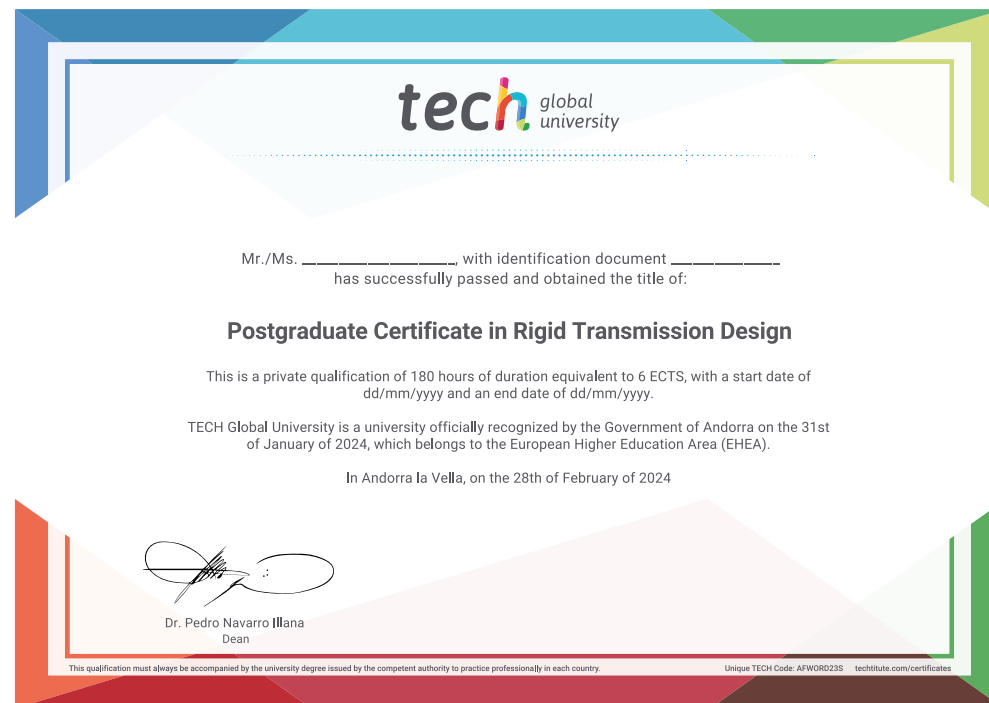 tech global
university
Mr./Ms. _____________________, with identification document _______________
has successfully passed and obtained the title of:
Postgraduate Certificate in Rigid Transmission Design
This is a private qualification of 180 hours of duration equivalent to 6 ECTS, with a start date of
dd/mm/yyyy and an end date of dd/mm/yyyy.
TECH Global University is a university officially recognized by the Government of Andorra on the 31st
of January of 2024, which belongs to the European Higher Education Area (EHEA).
In Andorra la Vella, on the 28th of February of 2024
Dr. Pedro Navarro Illana
Dean
This qualification must always be accompanied by the university degree issued by the competent authority to practice professionally in each country. Unique TECH Code: AFWORD23S techtitute.com/certificates